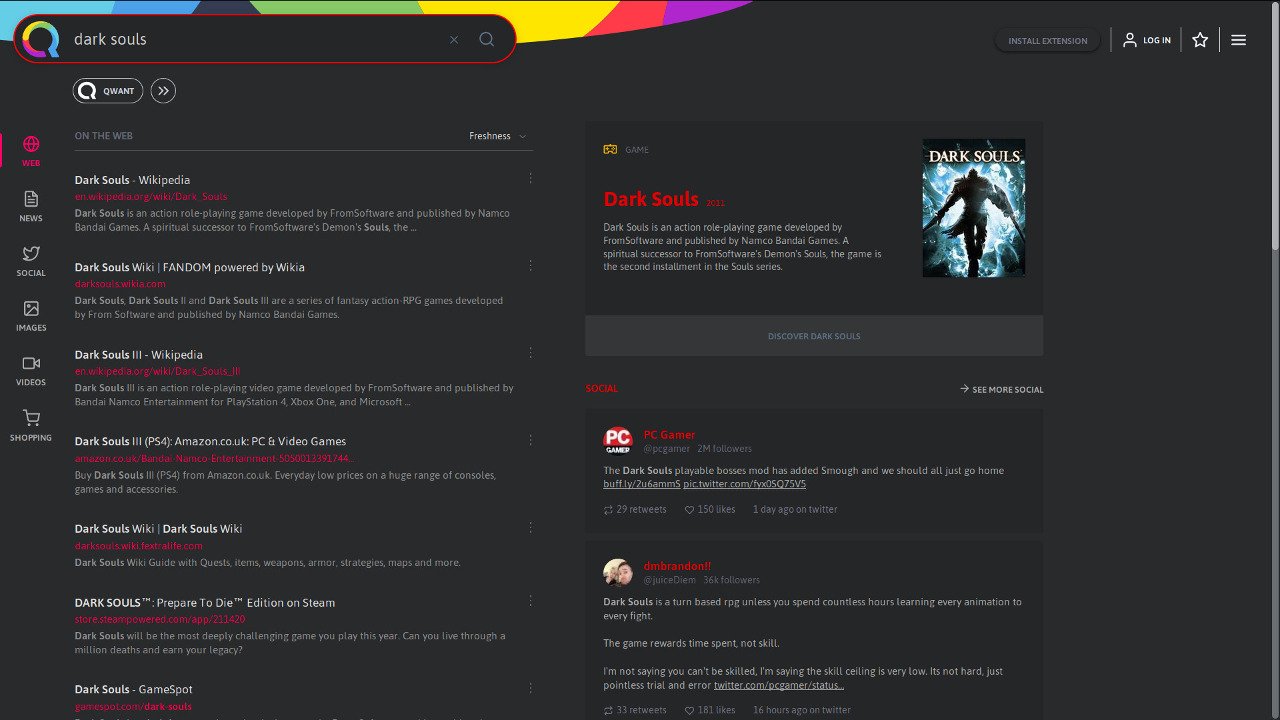 dark souls
INSTALL EXTENSION
LOG IN
QWANT
WEB
NEWS
SOCIAL
IMAGES
VIDEOS
SHOPPING
ON THE WEB
Freshness
Dark Souls - Wikipedia
en.wikipedia.org/wiki/Dark_Souls
Dark Souls is an action role-playing game developed by FromSoftware and published by Namco
Bandai Games. A spiritual successor to FromSoftware's Demon's Souls, the ...
Dark Souls Wiki | FANDOM powered by Wikia
darksouls.wikia.com
Dark Souls, Dark Souls II and Dark Souls III are a series of fantasy action-RPG games developed
by From Software and published by Namco Bandai Games.
Dark Souls III - Wikipedia
en.wikipedia.org/wiki/Dark_Souls_III
Dark Souls III is an action role-playing video game developed by FromSoftware and published by
Bandai Namco Entertainment for PlayStation 4, Xbox One, and Microsoft ...
Dark Souls III (PS4): Amazon.co.uk: PC & Video Games
amazon.co.uk/Bandai-Namco-Entertainment-5050013391744...
Buy Dark Souls III (PS4) from Amazon.co.uk. Everyday low prices on a huge range of consoles,
games and accessories.
Dark Souls Wiki | Dark Souls Wiki
darksouls.wiki.fextralife.com
Dark Souls Wiki Guide with Quests, items, weapons, armor, strategies, maps and more.
DARK SOULS™: Prepare To Die™ Edition on Steam
store.steampowered.com/app/211420
Dark Souls will be the most deeply challenging game you play this year. Can you live through a
million deaths and earn your legacy?
Dark Souls - GameSpot
gamespot.com/dark-souls
GAME
Dark Souls 2011
Dark Souls is an action role-playing game developed by
FromSoftware and published by Namco Bandai Games. A
spiritual successor to FromSoftware's Demon's Souls, the game is
the second installment in the Souls series.
DARK SOULS
DISCOVER DARK SOULS
SOCIAL
SEE MORE SOCIAL
PC GAMER
PC Gamer
@pcgamer 2M followers
The Dark Souls playable bosses mod has added Smough and we should all just go home
buff.ly/2u6ammS pic.twitter.com/fyx0SQ75V5
29 retweets 150 likes 1 day ago on twitter
dmbrandon!!
@juiceDiem 36k followers
Dark Souls is a turn based rpg unless you spend countless hours learning every animation to
every fight.
The game rewards time spent, not skill.
I'm not saying you can't be skilled, I'm saying the skill ceiling is very low. Its not hard, just
pointless trial and error twitter.com/pcgamer/status...
33 retweets 181 likes 16 hours ago on twitter